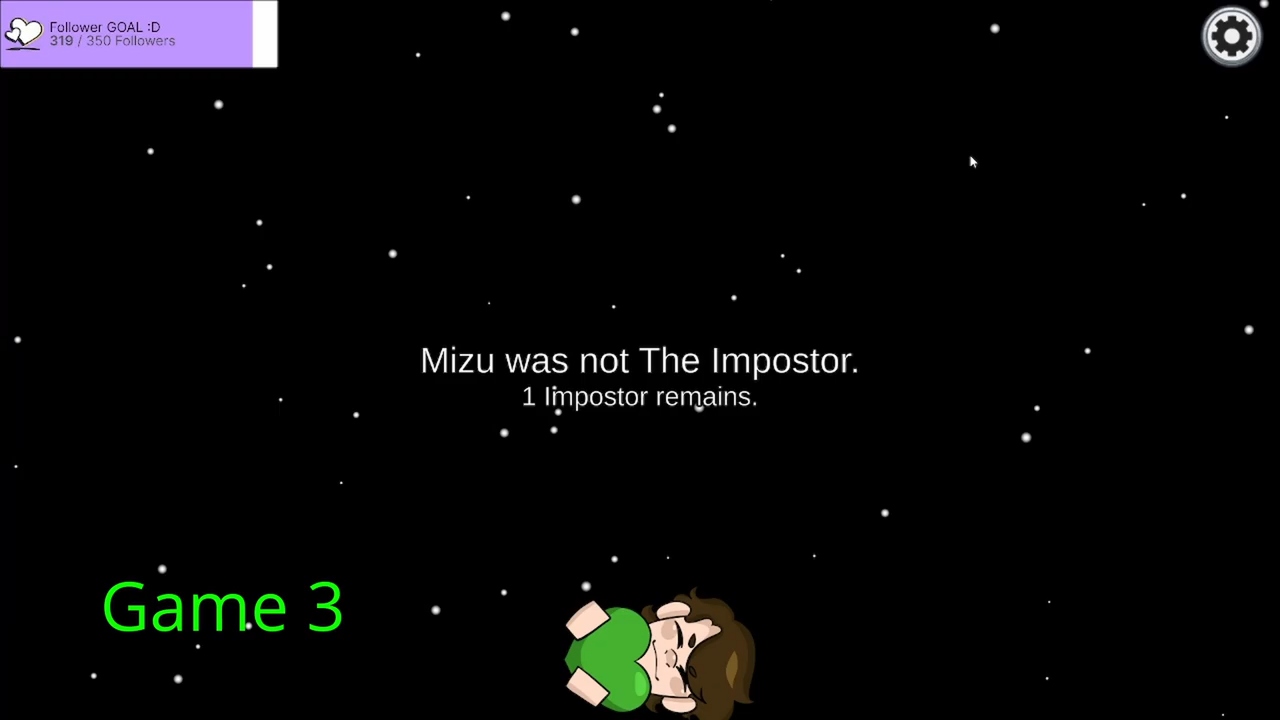 Follower GOAL :D
319 / 350 Followers
Mizu was not The Impostor.
1 Impostor remains.
Game 3